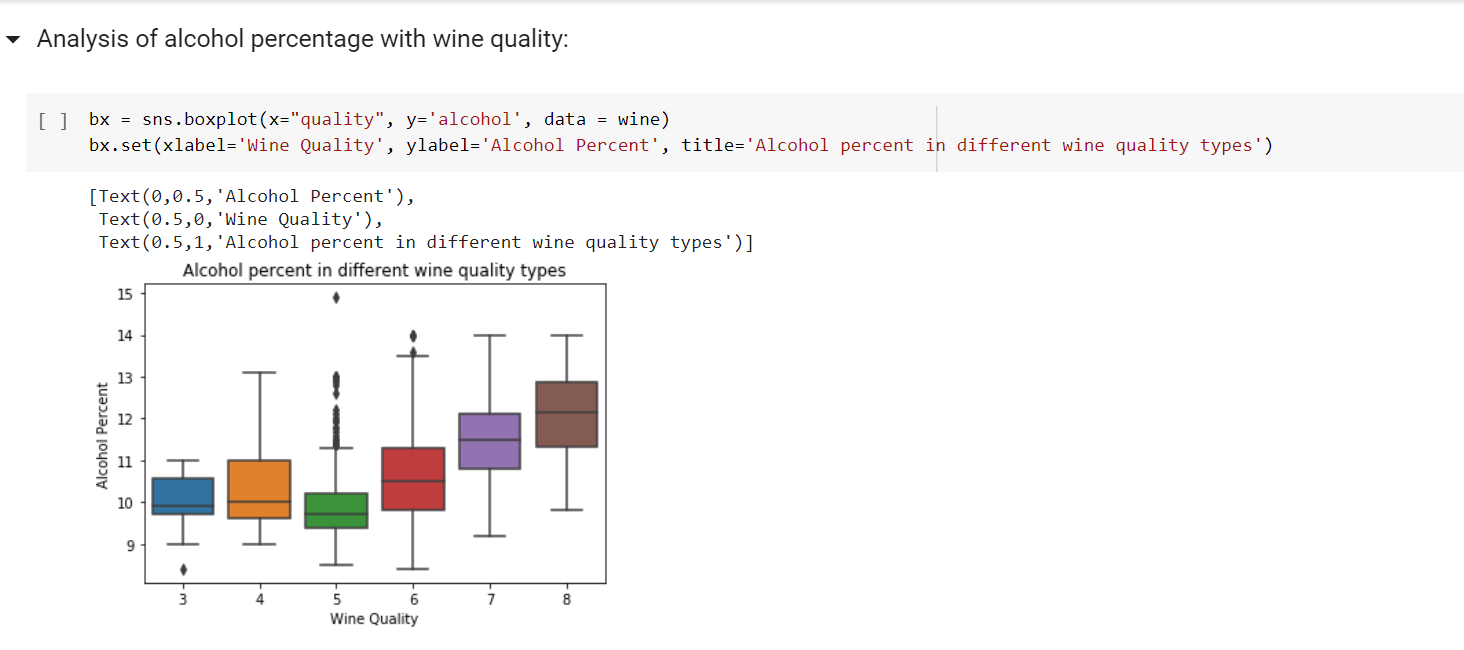 Analysis of alcohol percentage with wine quality:
[ ] bx = sns.boxplot(x="quality", y='alcohol', data = wine)
bx.set(xlabel='Wine Quality', ylabel='Alcohol Percent', title='Alcohol percent in different wine quality types')
[Text(0,0.5,'Alcohol Percent'),
Text(0.5,0,'Wine Quality'),
Text(0.5,1,'Alcohol percent in different wine quality types')]
Alcohol percent in different wine quality types
15
14
13
12
11
10
9
Alcohol Percent
3 4 5 6 7 8
Wine Quality